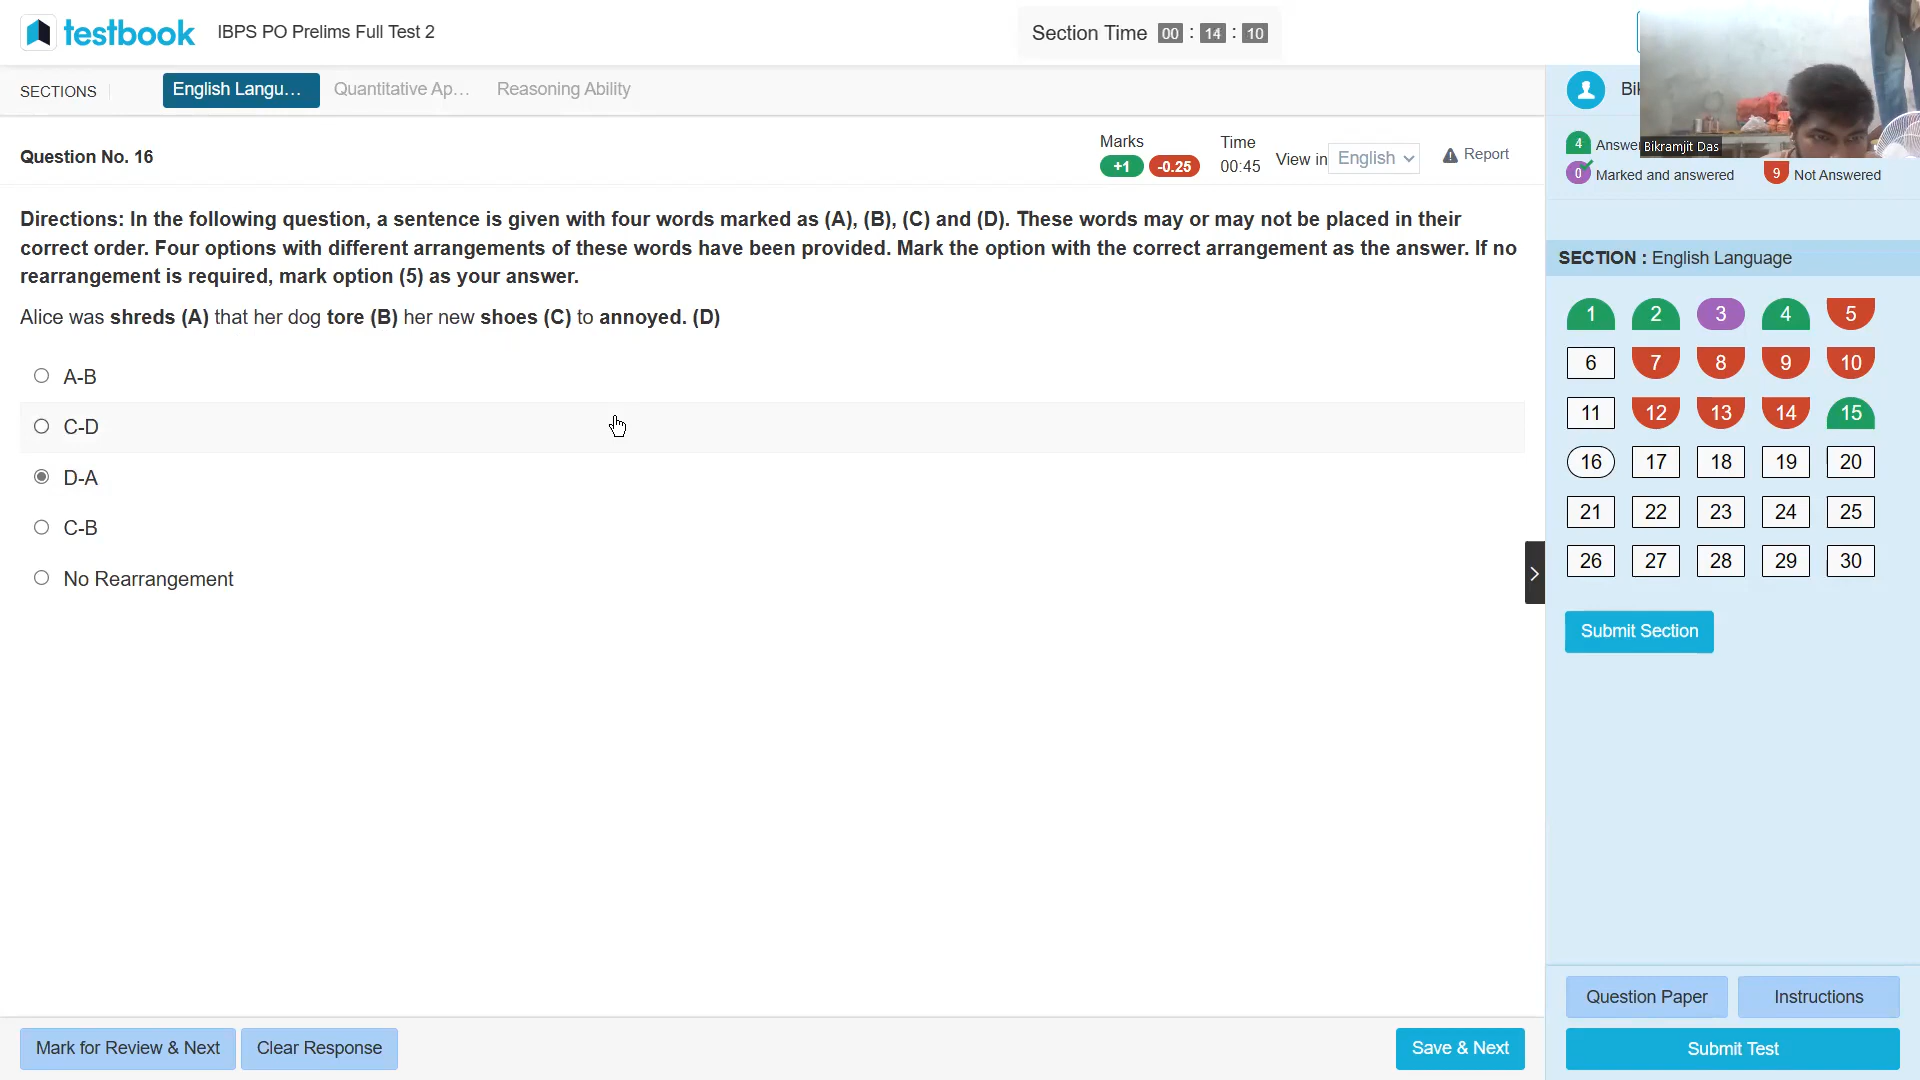 testbook IBPS PO Prelims Full Test 2 Section Time 00 : 14 : 10
SECTIONS English Langu... Quantitative Ap... Reasoning Ability
Question No. 16
Marks
+1 -0.25
Time
00:45
View in English
Report
Directions: In the following question, a sentence is given with four words marked as (A), (B), (C) and (D). These words may or may not be placed in their
correct order. Four options with different arrangements of these words have been provided. Mark the option with the correct arrangement as the answer. If no
rearrangement is required, mark option (5) as your answer.
Alice was shreds (A) that her dog tore (B) her new shoes (C) to annoyed. (D)
A-B
C-D
D-A
C-B
No Rearrangement
Mark for Review & Next Clear Response Save & Next
Bikramjit Das
4
0 Marked and answered 9 Not Answered
SECTION : English Language
1 2 3 4 5
6 7 8 9 10
11 12 13 14 15
16 17 18 19 20
21 22 23 24 25
26 27 28 29 30
Submit Section
Question Paper Instructions
Submit Test